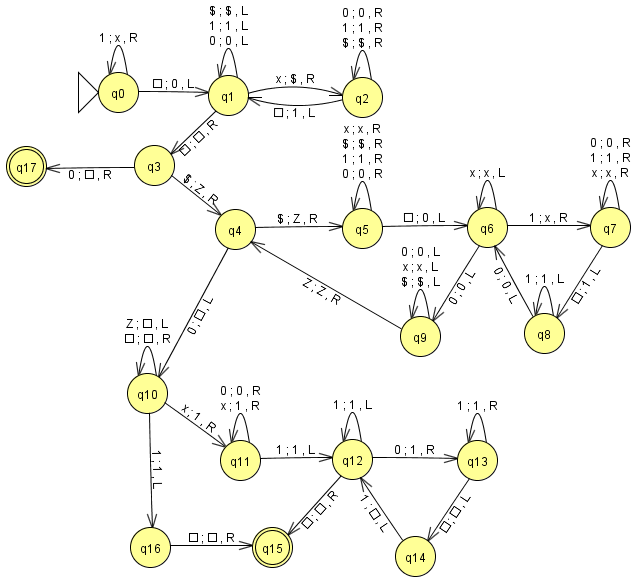 $ ; $ , L
1 ; 1 , L
0 ; 0 , L
0 ; 0 , R
1 ; 1 , R
$ ; $ , R
1 ; x , R
q0
□ ; 0 , L
q1
x ; $ , R
□ ; 1 , L
q2
□ ; □ , R
x ; x , R
$ ; $ , R
1 ; 1 , R
0 ; 0 , R
0 ; 0 , R
1 ; 1 , R
x ; x , R
q17
0 ; □ , R
q3
$ ; Z , R
x ; x , L
q4
$ ; Z , R
q5
□ ; 0 , L
q6
1 ; x , R
q7
0 ; 0 , L
x ; x , L
$ ; $ , L
0 ; 0 , L
0 ; 0 , L
1 ; 1 , L
□ ; 1 , L
Z ; Z , R
q9
q8
0 ; □ , L
Z ; □ , L
□ ; □ , R
q10
x ; 1 , R
0 ; 0 , R
x ; 1 , R
1 ; 1 , L
1 ; 1 , R
q11
1 ; 1 , L
q12
0 ; 1 , R
q13
1 ; 1 , L
□ ; □ , R
1 ; □ , L
□ ; □ , L
q16
□ ; □ , R
q15
q14